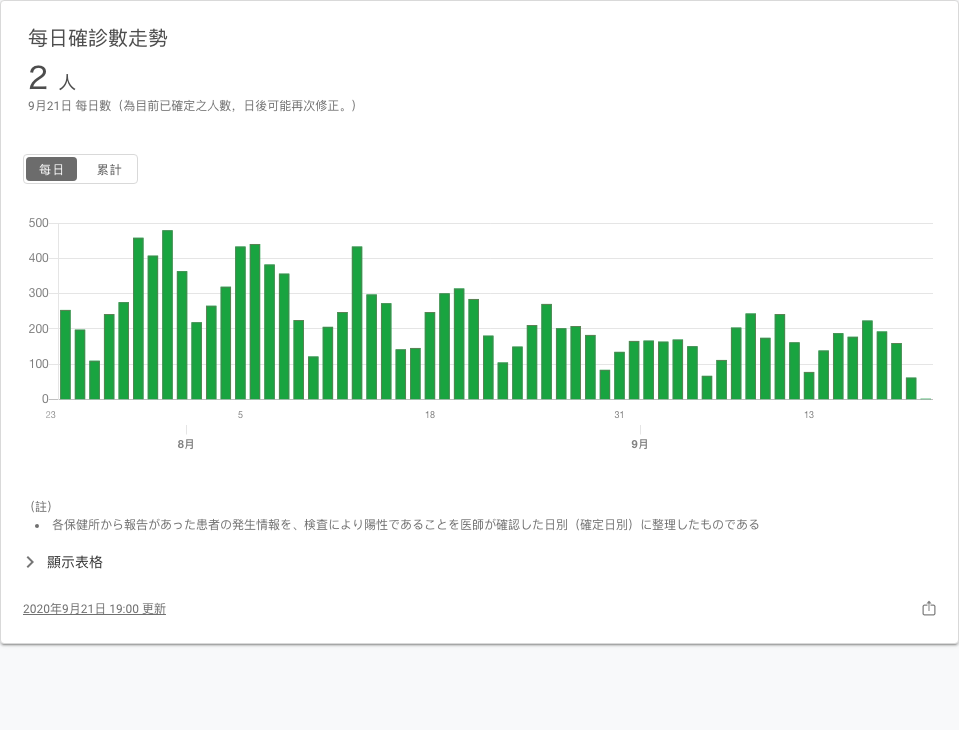 每日確診數走勢
2 人
9月21日 每日數（為目前已確定之人數，日後可能再次修正。）
每日 累計
500
400
300
200
100
0
23 5 18 31 13
8月 9月
（註）
• 各保健所から報告があった患者の発生情報を、検査により陽性であることを医師が確認した日別（確定日別）に整理したものである
顯示表格
2020年9月21日 19:00 更新